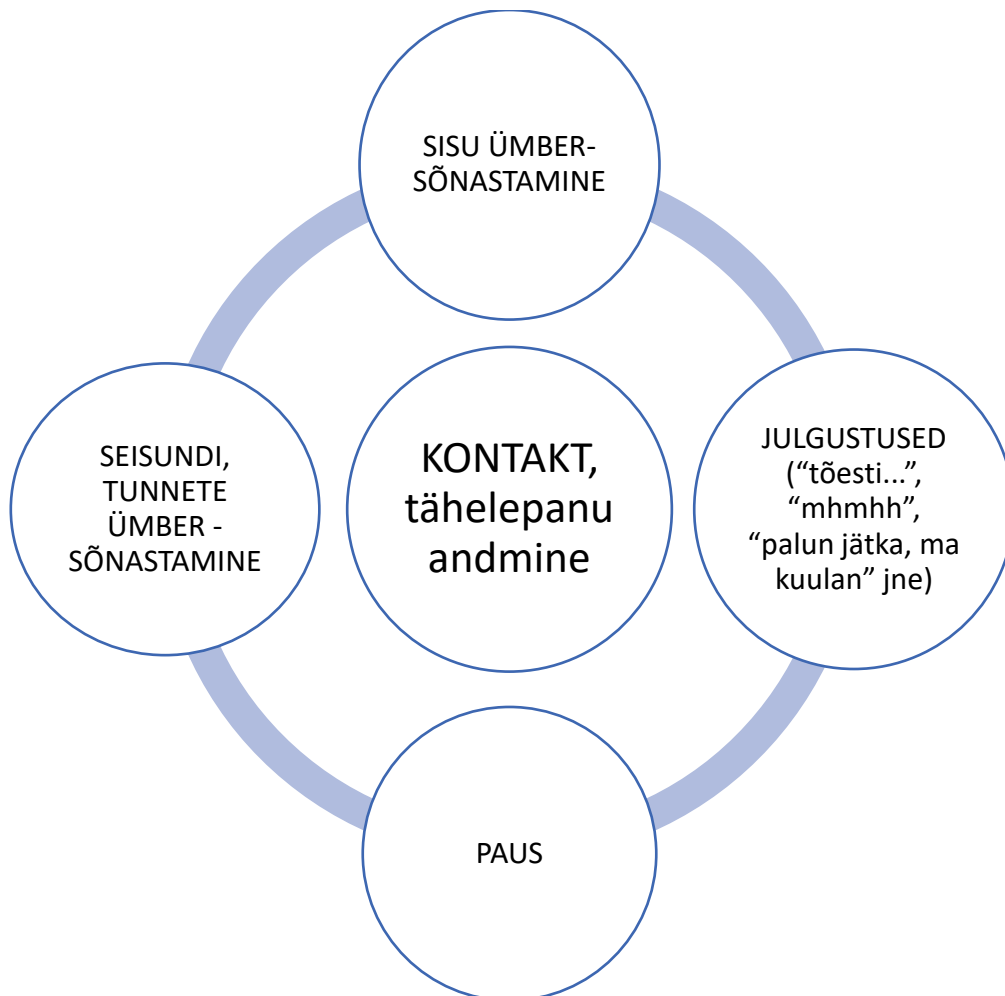 SISU ÜMBER-
SÕNASTAMINE
SEISUNDI,
TUNNETE
ÜMBER -
SÕNASTAMINE
KONTAKT,
tähelepanu
andmine
JULGUSTUSED
(“tõesti...”,
“mhmhh”,
“palun jätka, ma
kuulan” jne)
PAUS